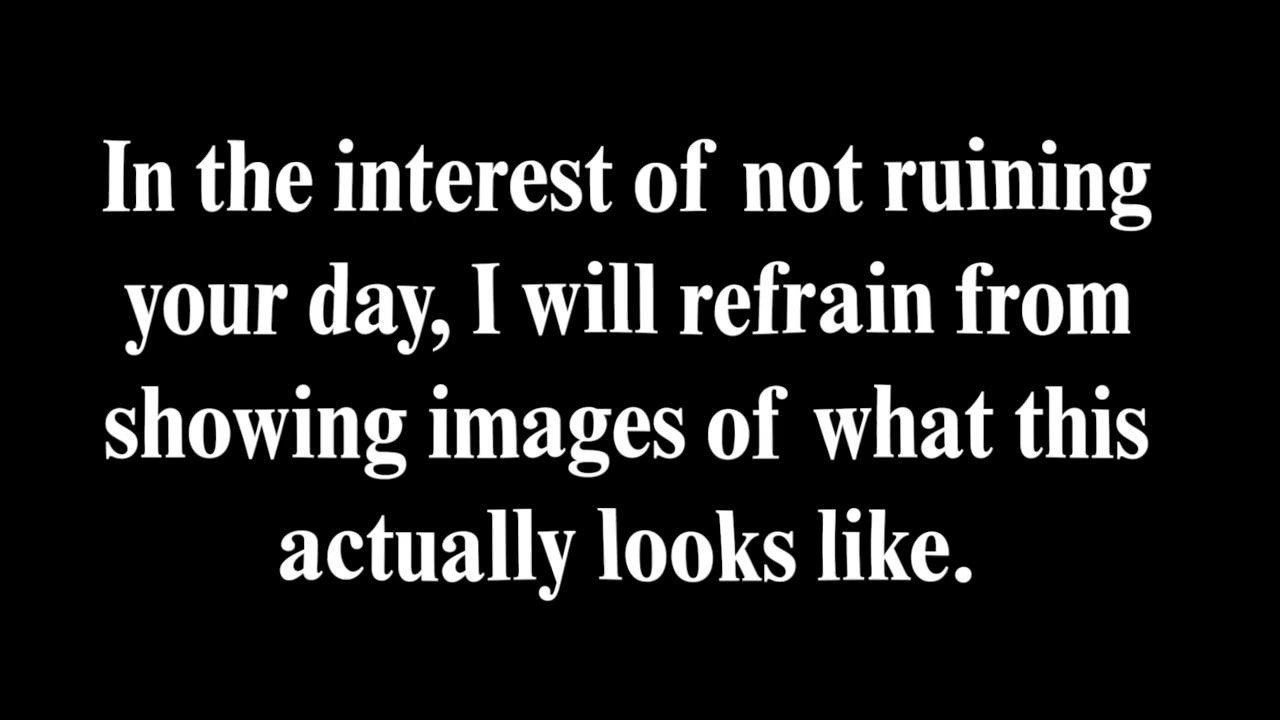 In the interest of not ruining
your day, I will refrain from
showing images of what this
actually looks like.